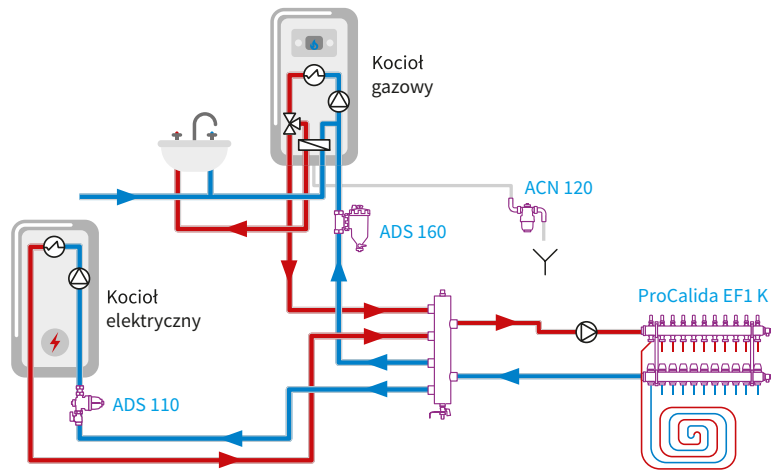 Kocioł
gazowy
ACN 120
ADS 160
ProCalida EF1 K
Kocioł
elektryczny
ADS 110